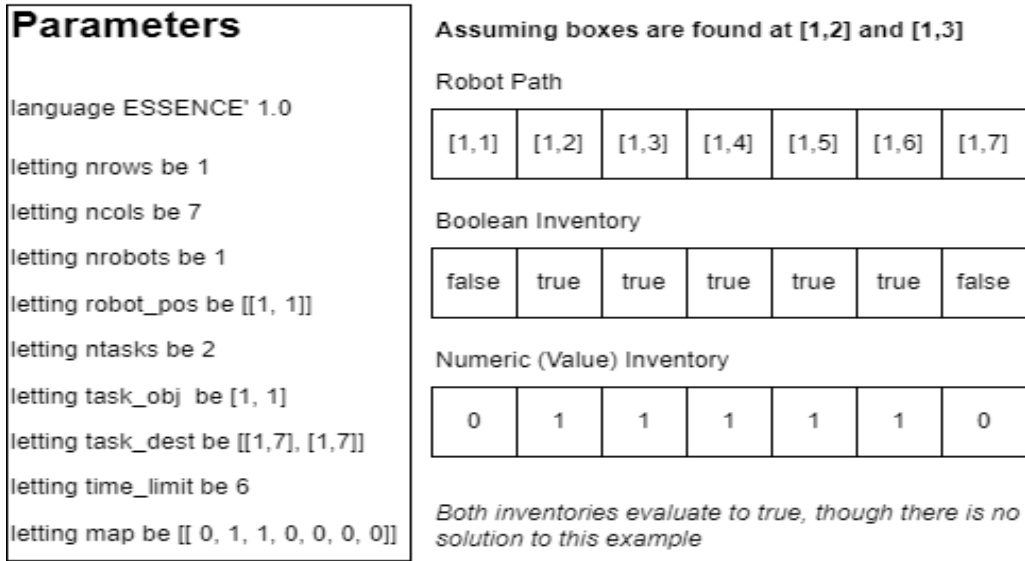 Parameters
language ESSENCE' 1.0
letting nrows be 1
letting ncols be 7
letting nrobots be 1
letting robot_pos be [[1, 1]]
letting ntasks be 2
letting task_obj  be [1, 1]
letting task_dest be [[1,7], [1,7]]
letting time_limit be 6
letting map be [[ 0, 1, 1, 0, 0, 0, 0]]
Assuming boxes are found at [1,2] and [1,3]
Robot Path
[1,1] [1,2] [1,3] [1,4] [1,5] [1,6] [1,7]
Boolean Inventory
false true true true true true false
Numeric (Value) Inventory
0 1 1 1 1 1 0
Both inventories evaluate to true, though there is no
solution to this example